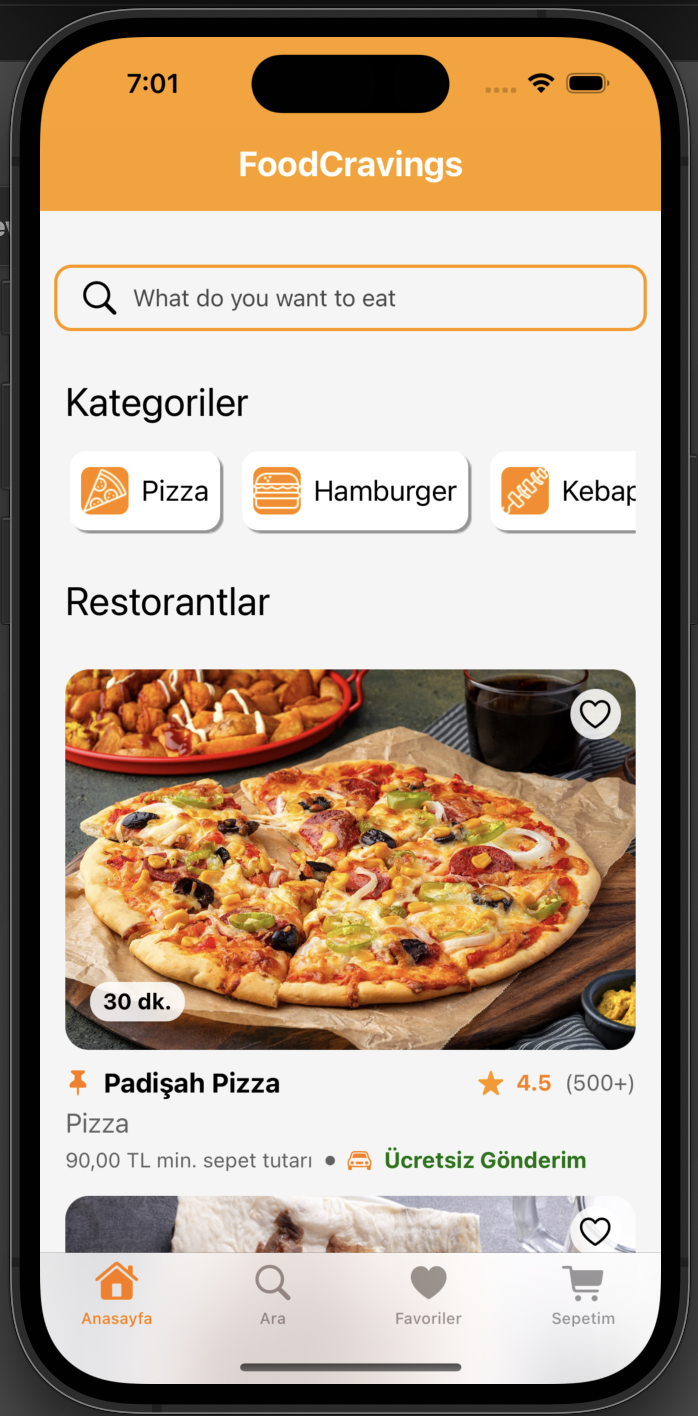 7:01
FoodCravings
What do you want to eat
Kategoriler
Pizza
Hamburger
Kebap
Restorantlar
30 dk.
Padişah Pizza
4.5 (500+)
Pizza
90,00 TL min. sepet tutarı • Ücretsiz Gönderim
Anasayfa
Ara
Favoriler
Sepetim